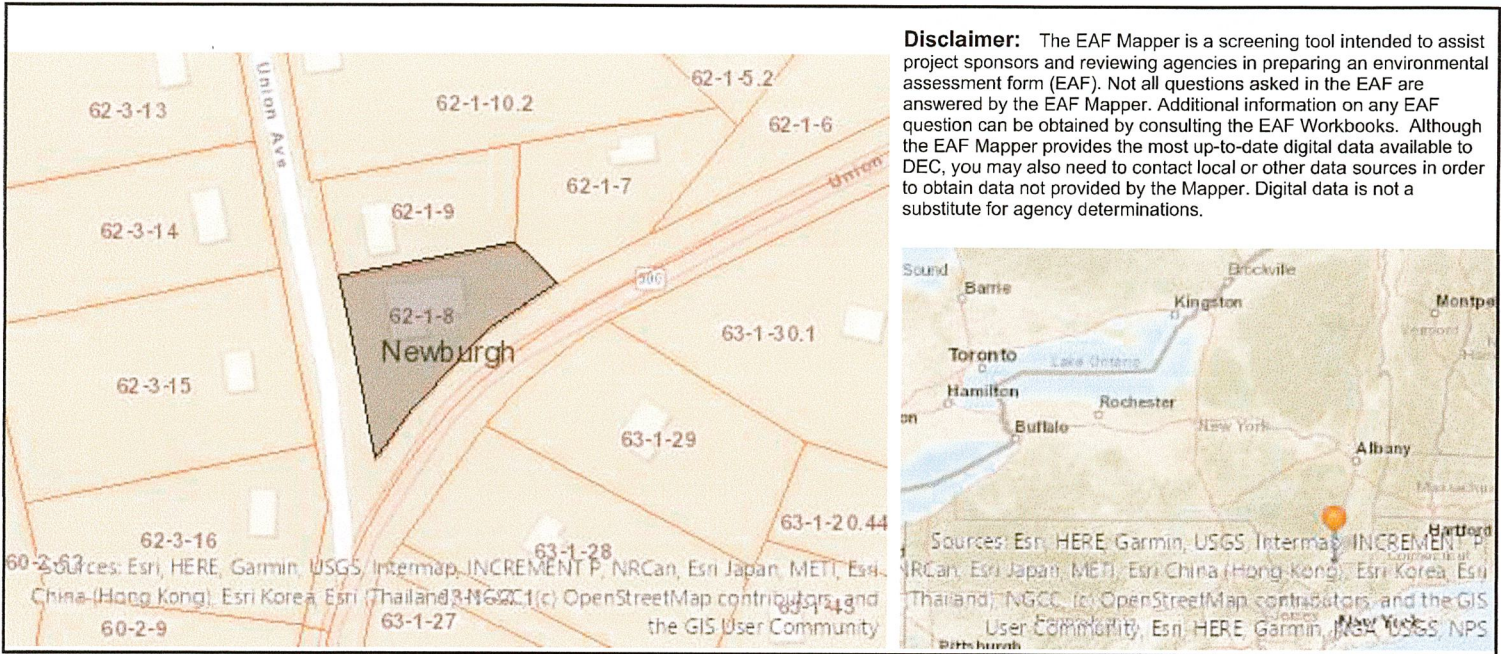 Disclaimer: The EAF Mapper is a screening tool intended to assist
project sponsors and reviewing agencies in preparing an environmental
assessment form (EAF). Not all questions asked in the EAF are
answered by the EAF Mapper. Additional information on any EAF
question can be obtained by consulting the EAF Workbooks. Although
the EAF Mapper provides the most up-to-date digital data available to
DEC, you may also need to contact local or other data sources in order
to obtain data not provided by the Mapper. Digital data is not a
substitute for agency determinations.
62-3-13
Union Ave
62-1-10.2
62-1-5.2
62-1-6
62-1-7
Union
62-3-14
62-1-9
300
62-1-8
Newburgh
63-1-30.1
62-3-15
63-1-29
62-3-16
63-1-28
63-1-20.44
Sources: Esri, HERE, Garmin, USGS, Intermap, INCREMENT P, NRCan, Esri Japan, METI, Esri
China (Hong Kong), Esri Korea, Esri (Thailand), NGCC, (c) OpenStreetMap contributors, and
the GIS User Community
60-2-9
63-1-27
Sound
Barrie
Brockville
Kingston
Montpe
Toronto
Lake Ontario
Hamilton
Rochester
on
Buffalo
New York
Albany
Hartford
Sources: Esri, HERE, Garmin, USGS, Intermap, INCREMENT P,
NRCan, Esri Japan, METI, Esri China (Hong Kong), Esri Korea, Esri
(Thailand), NGCC, (c) OpenStreetMap contributors, and the GIS
User Community, Esri, HERE, Garmin, NGA, USGS, NPS
New York
Pittsburgh